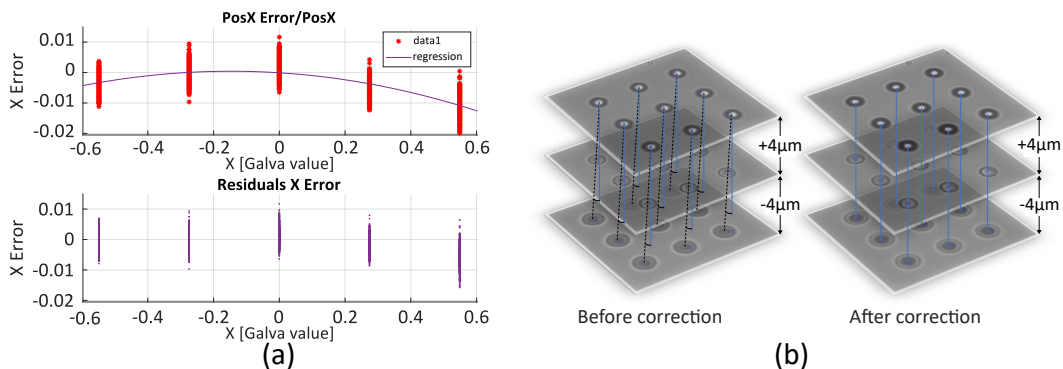 PosX Error/PosX
X Error
0.01
0
-0.01
-0.02
data1
regression
-0.6
-0.4
-0.2
0
0.2
0.4
0.6
X [Galva value]
Residuals X Error
X Error
0.01
0
-0.01
-0.02
-0.6
-0.4
-0.2
0
0.2
0.4
0.6
X [Galva value]
(a)
+4μm
-4μm
Before correction
+4μm
-4μm
After correction
(b)